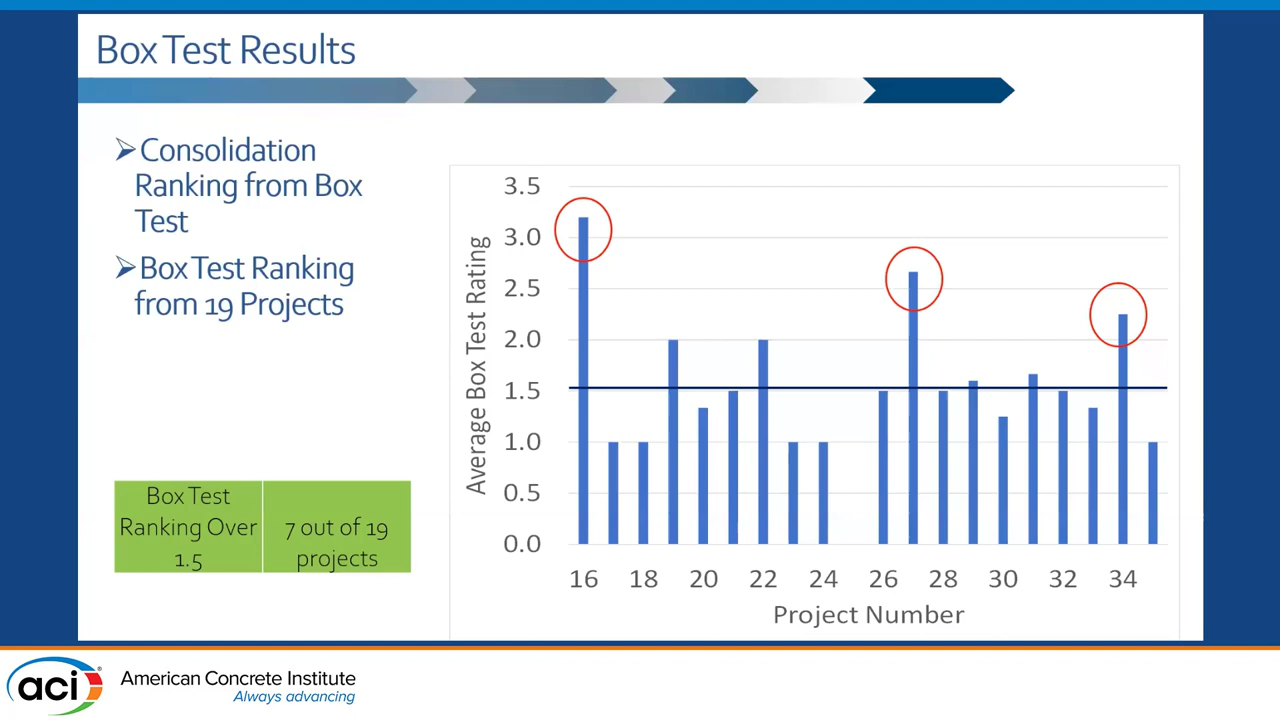 Box Test Results
➢Consolidation
Ranking from Box
Test
➢Box Test Ranking
from 19 Projects
Box Test
Ranking Over
1.5
7 out of 19
projects
Average Box Test Rating
3.5
3.0
2.5
2.0
1.5
1.0
0.5
0.0
16 18 20 22 24 26 28 30 32 34
Project Number
aci®
American Concrete Institute
Always advancing